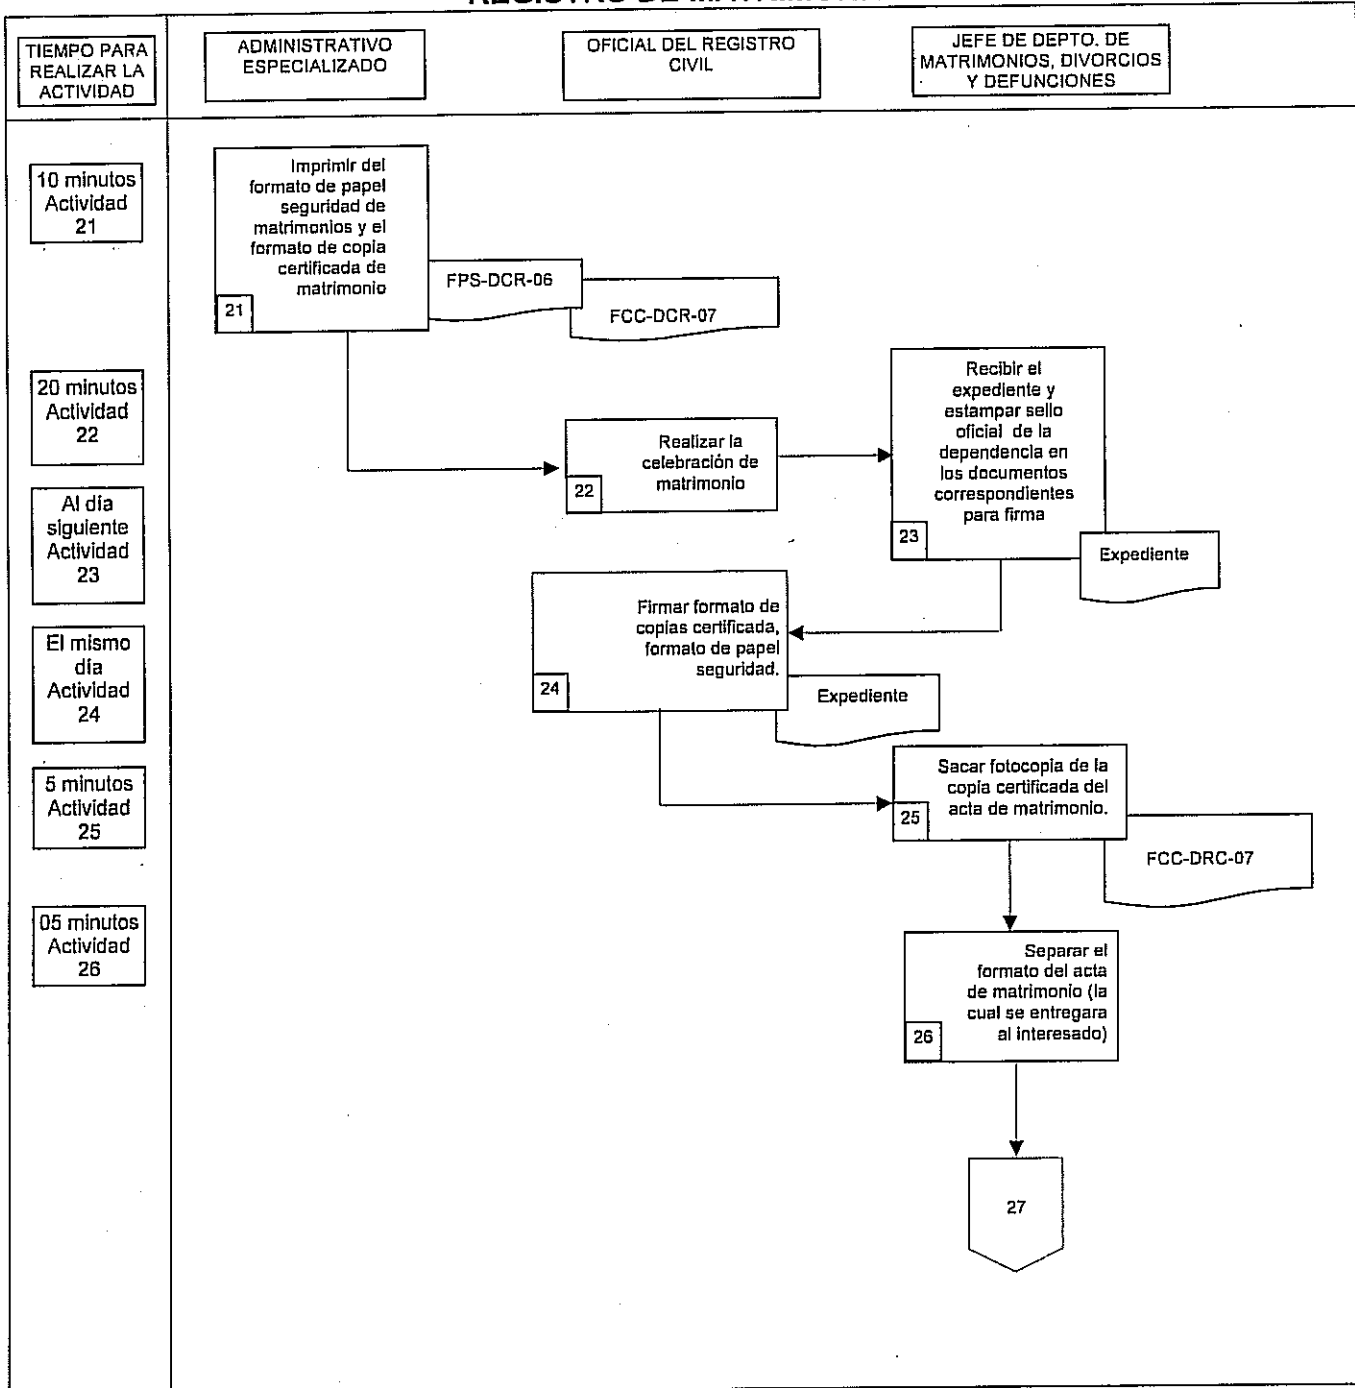 TIEMPO PARA
REALIZAR LA
ACTIVIDAD
ADMINISTRATIVO
ESPECIALIZADO
OFICIAL DEL REGISTRO
CIVIL
JEFE DE DEPTO. DE
MATRIMONIOS, DIVORCIOS
Y DEFUNCIONES
10 minutos
Actividad
21
Imprimir del
formato de papel
seguridad de
matrimonios y el
formato de copia
certificada de
matrimonio
21
FPS-DCR-06
FCC-DCR-07
20 minutos
Actividad
22
Realizar la
celebración de
matrimonio
22
Recibir el
expediente y
estampar sello
oficial de la
dependencia en
los documentos
correspondientes
para firma
23
Expediente
Al día
siguiente
Actividad
23
Firmar formato de
copias certificada,
formato de papel
seguridad.
24
Expediente
El mismo
día
Actividad
24
5 minutos
Actividad
25
Sacar fotocopia de la
copia certificada del
acta de matrimonio.
25
FCC-DRC-07
05 minutos
Actividad
26
Separar el
formato del acta
de matrimonio (la
cual se entregara
al interesado)
26
27